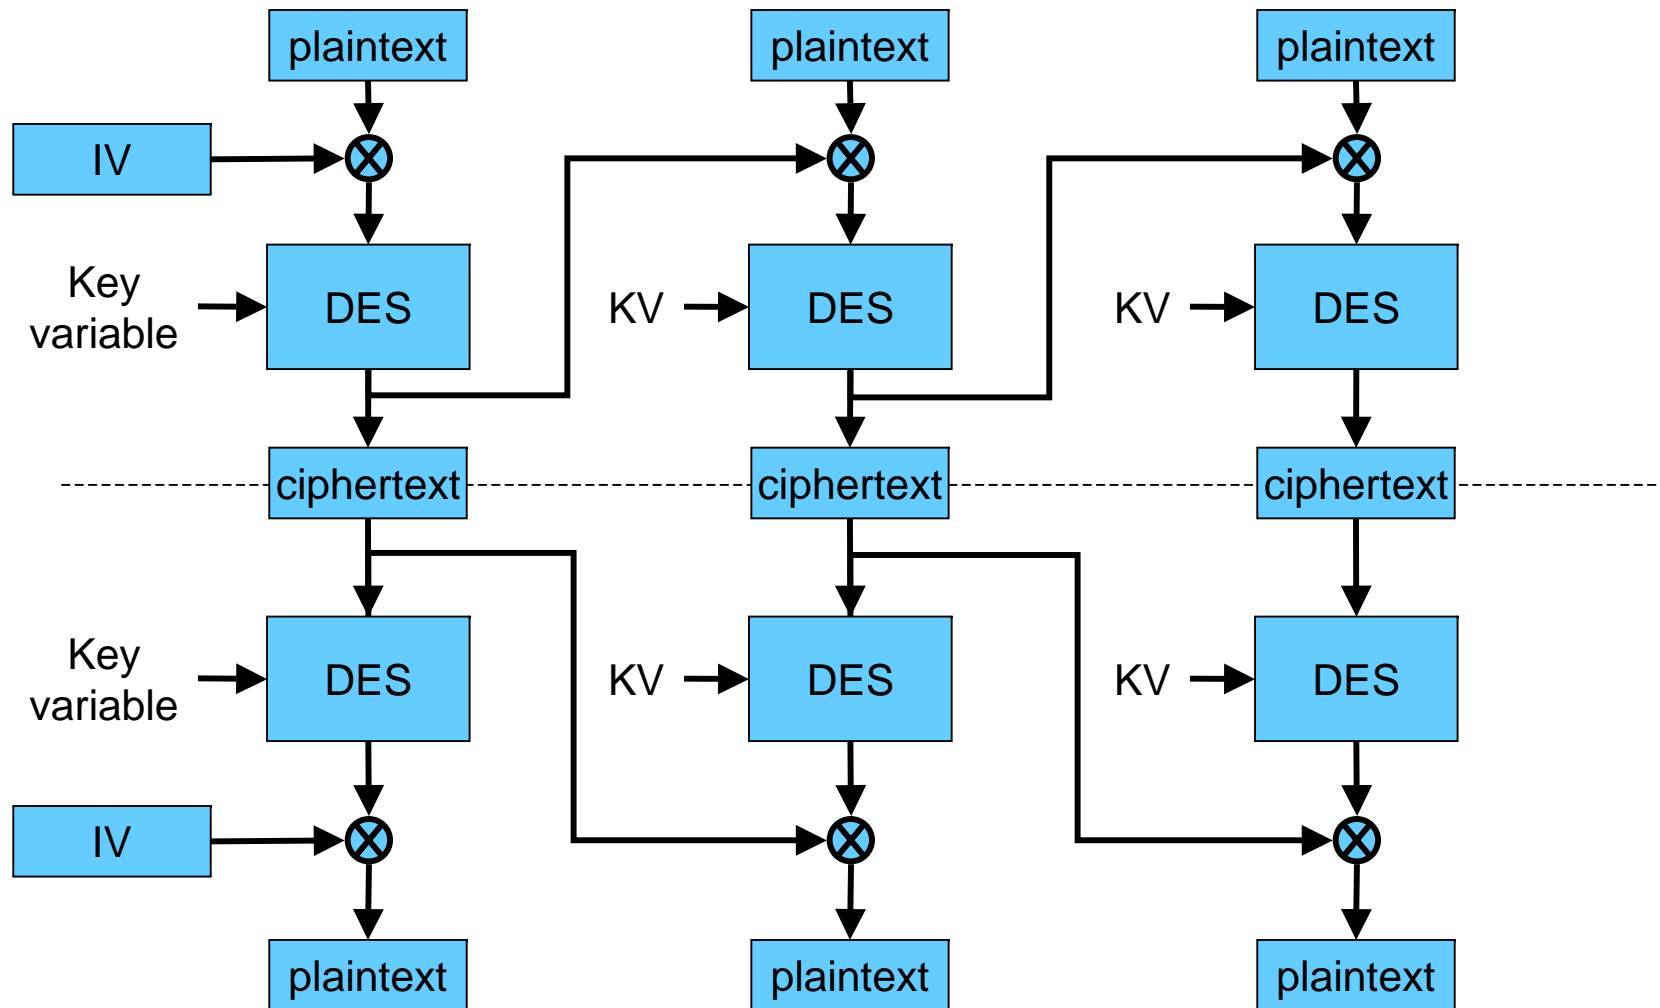 plaintext plaintext plaintext
IV
Key
variable
DES KV DES KV DES
ciphertext ciphertext ciphertext
Key
variable
DES KV DES KV DES
IV
plaintext plaintext plaintext